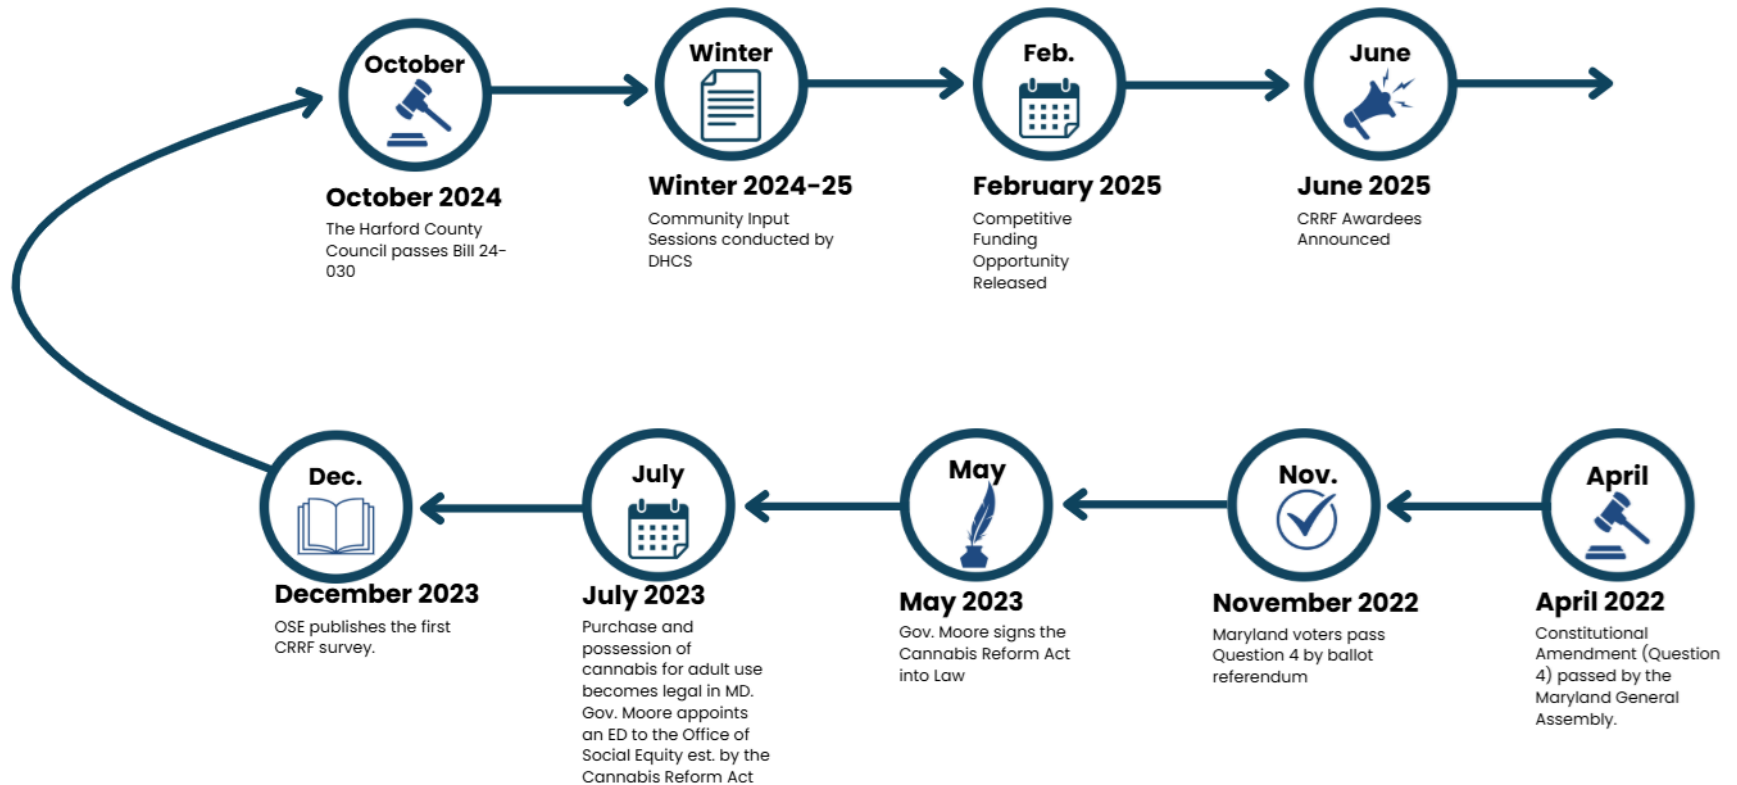 October
October 2024
The Harford County
Council passes Bill 24-
030
Winter
Winter 2024-25
Community Input
Sessions conducted by
DHCS
Feb.
February 2025
Competitive
Funding
Opportunity
Released
June
June 2025
CRRF Awardees
Announced
Dec.
December 2023
OSE publishes the first
CRRF survey.
July
July 2023
Purchase and
possession of
cannabis for adult use
becomes legal in MD.
Gov. Moore appoints
an ED to the Office of
Social Equity est. by the
Cannabis Reform Act
May
May 2023
Gov. Moore signs the
Cannabis Reform Act
into Law
Nov.
November 2022
Maryland voters pass
Question 4 by ballot
referendum
April
April 2022
Constitutional
Amendment (Question
4) passed by the
Maryland General
Assembly.